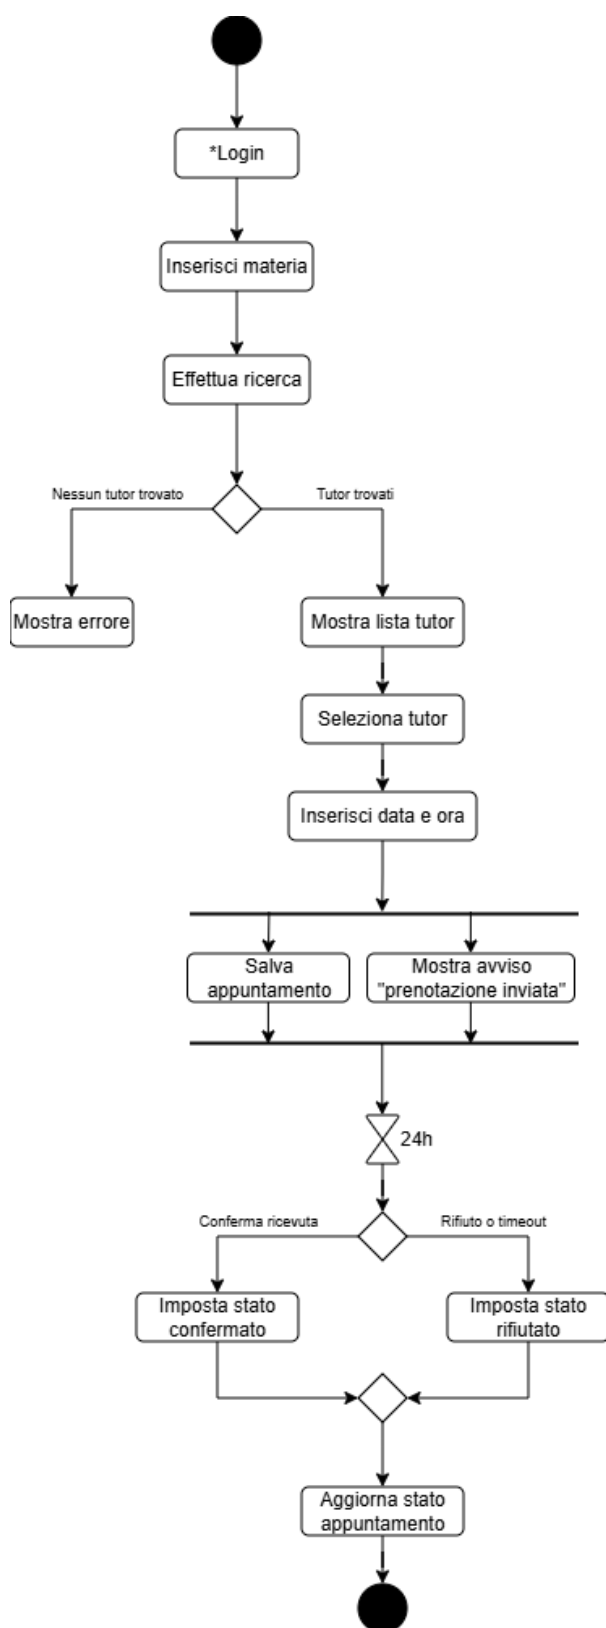 *Login
Inserisci materia
Effettua ricerca
Nessun tutor trovato
Tutor trovati
Mostra errore
Mostra lista tutor
Seleziona tutor
Inserisci data e ora
Salva
appuntamento
Mostra avviso
"prenotazione inviata"
24h
Conferma ricevuta
Rifiuto o timeout
Imposta stato
confermato
Imposta stato
rifiutato
Aggiorna stato
appuntamento